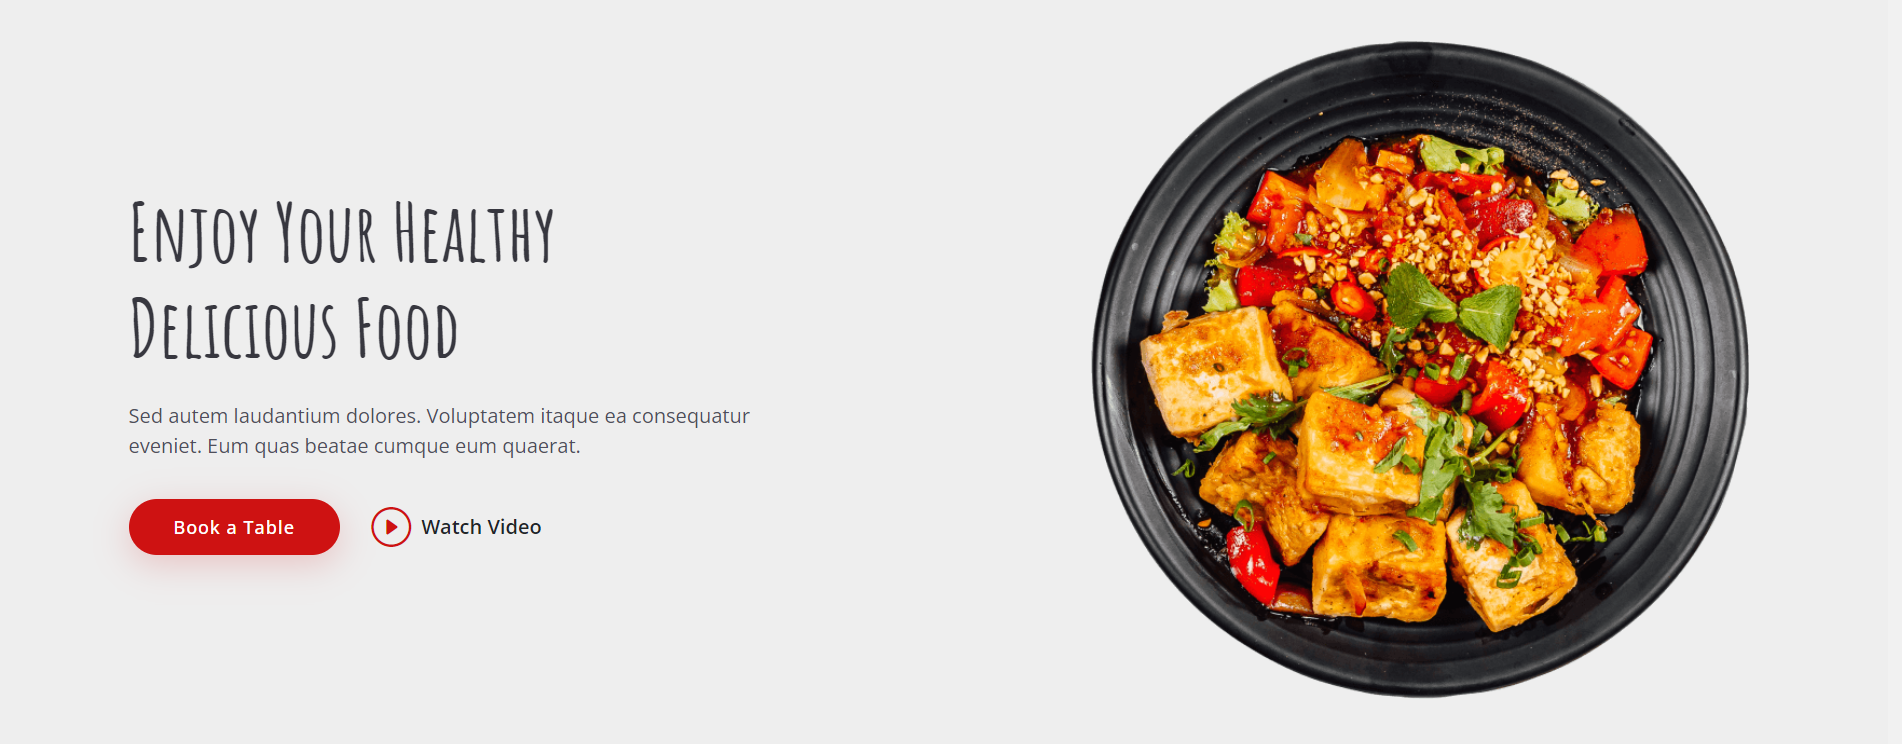 Enjoy Your Healthy
Delicious Food
Sed autem laudantium dolores. Voluptatem itaque ea consequatur
eveniet. Eum quas beatae cumque eum quaerat.
Book a Table
Watch Video